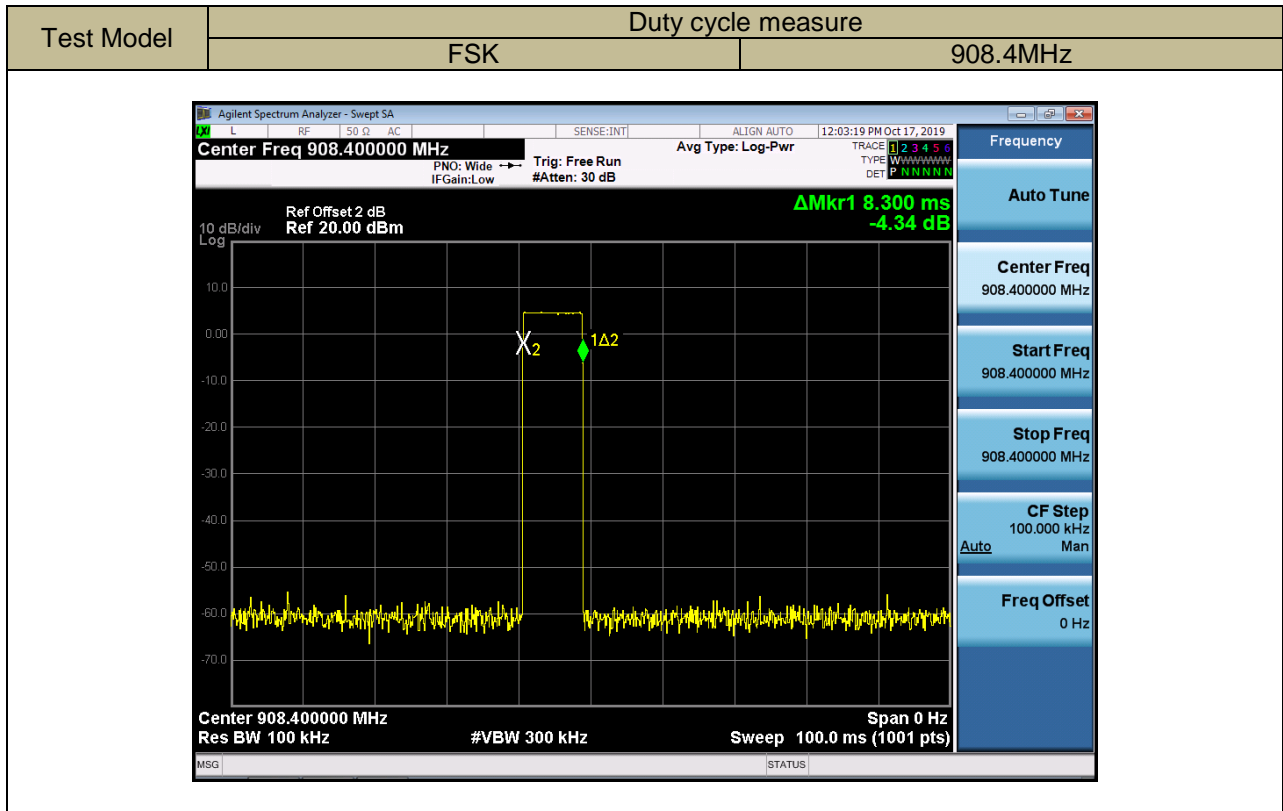 Test Model
Duty cycle measure
FSK
908.4MHz
Agilent Spectrum Analyzer - Swept SA
LXI L RF 50 Ω AC SENSE:INT ALIGN AUTO 12:03:19 PM Oct 17, 2019
Center Freq 908.400000 MHz
PNO: Wide
IFGain:Low
Trig: Free Run
#Atten: 30 dB
Avg Type: Log-Pwr
TRACE 1 2 3 4 5 6
TYPE WWWWWW
DET P N N N N N
Ref Offset 2 dB
10 dB/div Ref 20.00 dBm
Log
ΔMkr1 8.300 ms
-4.34 dB
10.0
0.00
-10.0
-20.0
-30.0
-40.0
-50.0
-60.0
-70.0
X2
1Δ2
Center 908.400000 MHz Span 0 Hz
Res BW 100 kHz #VBW 300 kHz Sweep 100.0 ms (1001 pts)
MSG STATUS
Frequency
Auto Tune
Center Freq
908.400000 MHz
Start Freq
908.400000 MHz
Stop Freq
908.400000 MHz
CF Step
100.000 kHz
Auto Man
Freq Offset
0 Hz